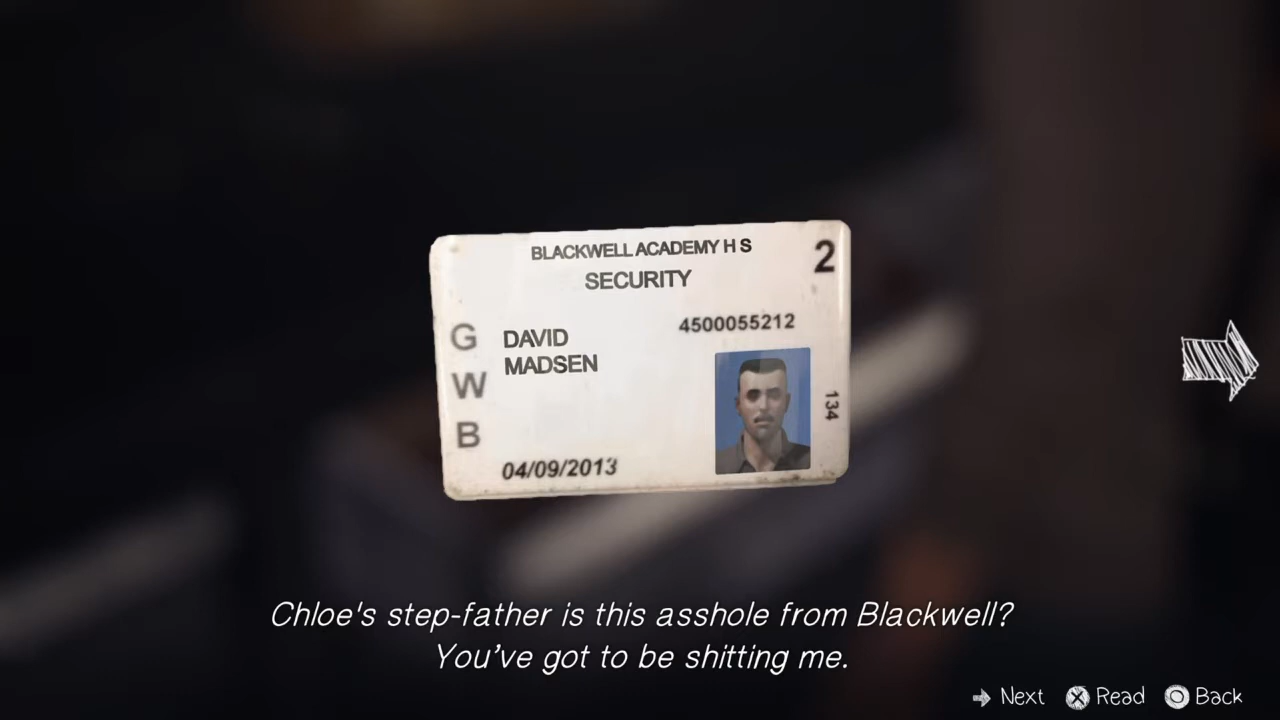 BLACKWELL ACADEMY H S
2
SECURITY
4500055212
G
W
B
DAVID
MADSEN
134
04/09/2013
Chloe's step-father is this asshole from Blackwell?
You've got to be shitting me.
Next Read Back